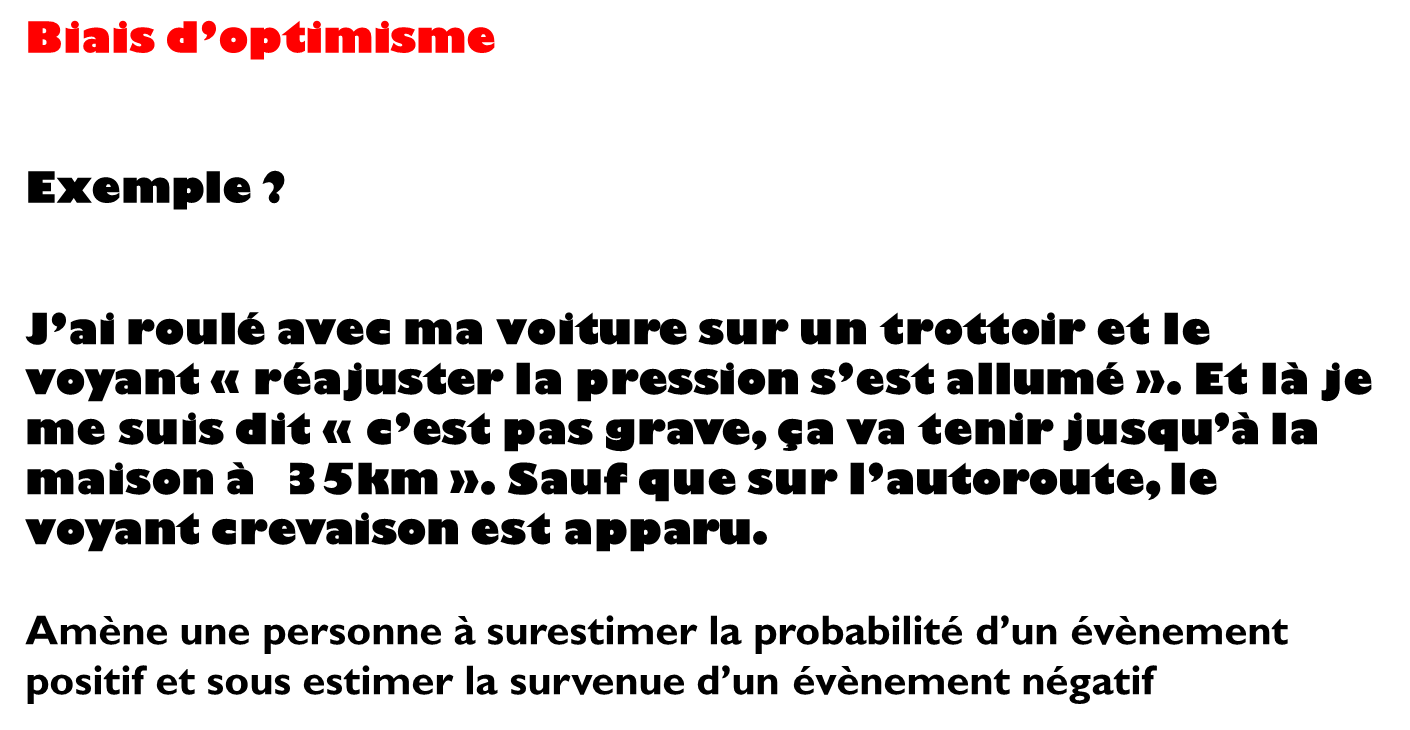 Biais d’optimisme
Exemple ?
J’ai roulé avec ma voiture sur un trottoir et le
voyant « réajuster la pression s’est allumé ». Et là je
me suis dit « c’est pas grave, ça va tenir jusqu’à la
maison à 35km ». Sauf que sur l’autoroute, le
voyant crevaison est apparu.
Amène une personne à surestimer la probabilité d’un évènement
positif et sous estimer la survenue d’un évènement négatif